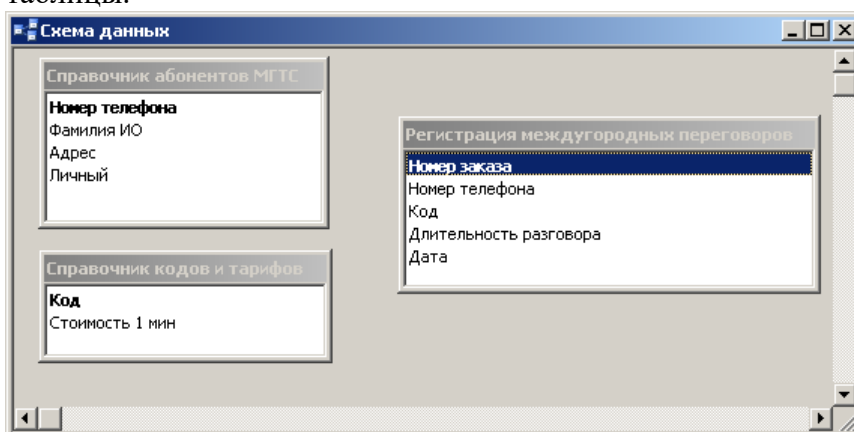 таблицы.
Схема данных
Справочник абонентов МГТС
Номер телефона
Фамилия ИО
Адрес
Личный
Регистрация междугородных переговоров
Номер заказа
Номер телефона
Код
Длительность разговора
Дата
Справочник кодов и тарифов
Код
Стоимость 1 мин